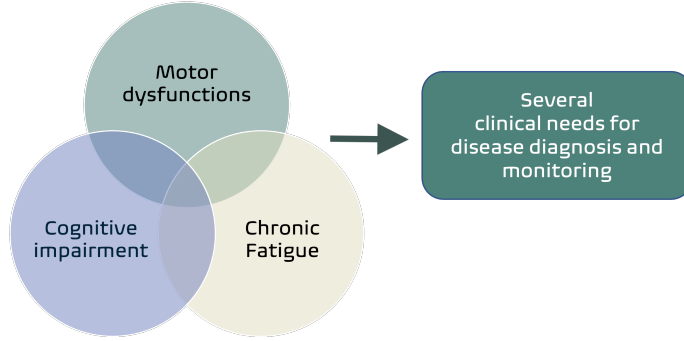 Motor
dysfunctions
Cognitive
impairment
Chronic
Fatigue
Several
clinical needs for
disease diagnosis and
monitoring